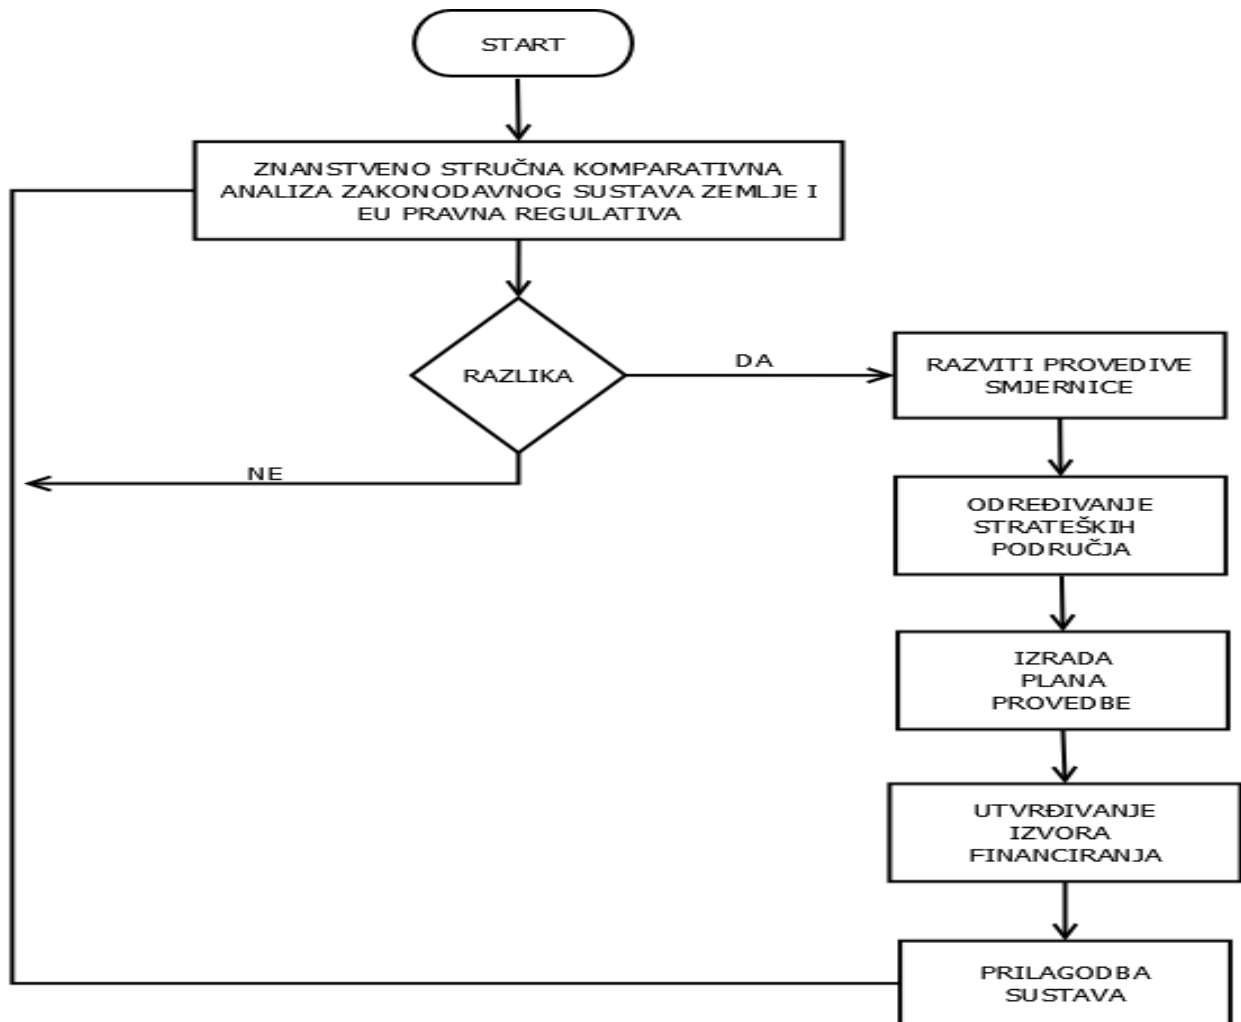 START
ZNANSTVENO STRUČNA KOMPARATIVNA
ANALIZA ZAKONODAVNOG SUSTAVA ZEMLJE I
EU PRAVNA REGULATIVA
RAZLIKA
DA
NE
RAZVITI PROVEDIVE
SMJERNICE
ODREĐIVANJE
STRATEŠKIH
PODRUČJA
IZRADA
PLANA
PROVEDBE
UTVRĐIVANJE
IZVORA
FINANCIRANJA
PRILAGODBA
SUSTAVA